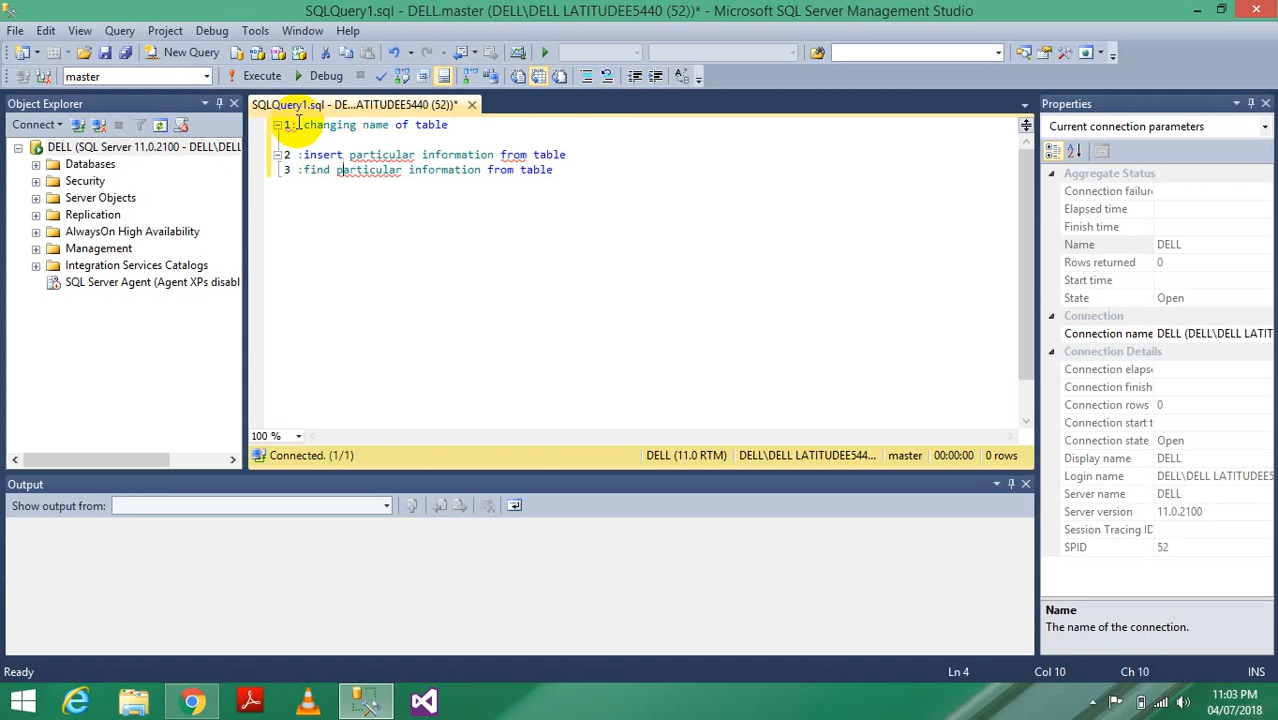 SQLQuery1.sql - DELL.master (DELL\DELL LATITUDEE5440 (52))* - Microsoft SQL Server Management Studio
File Edit View Query Project Debug Tools Window Help
New Query
master Execute Debug
Object Explorer
Connect
DELL (SQL Server 11.0.2100 - DELL\DEL
Databases
Security
Server Objects
Replication
AlwaysOn High Availability
Management
Integration Services Catalogs
SQL Server Agent (Agent XPs disabl
SQLQuery1.sql - DE...ATITUDEE5440 (52))*
1: changing name of table
2 :insert particular information from table
3 :find particular information from table
100 %
Connected. (1/1) DELL (11.0 RTM) DELL\DELL LATITUDEE544... master 00:00:00 0 rows
Output
Show output from:
Properties
Current connection parameters
Aggregate Status
Connection failure
Elapsed time
Finish time
Name DELL
Rows returned 0
Start time
State Open
Connection
Connection name DELL (DELL\DELL LATIT
Connection Details
Connection elapse
Connection finish
Connection rows 0
Connection start t
Connection state Open
Display name DELL
Login name DELL\DELL LATITUDEE5
Server name DELL
Server version 11.0.2100
Session Tracing ID
SPID 52
Name
The name of the connection.
Ready Ln 4 Col 10 Ch 10 INS
11:03 PM
04/07/2018